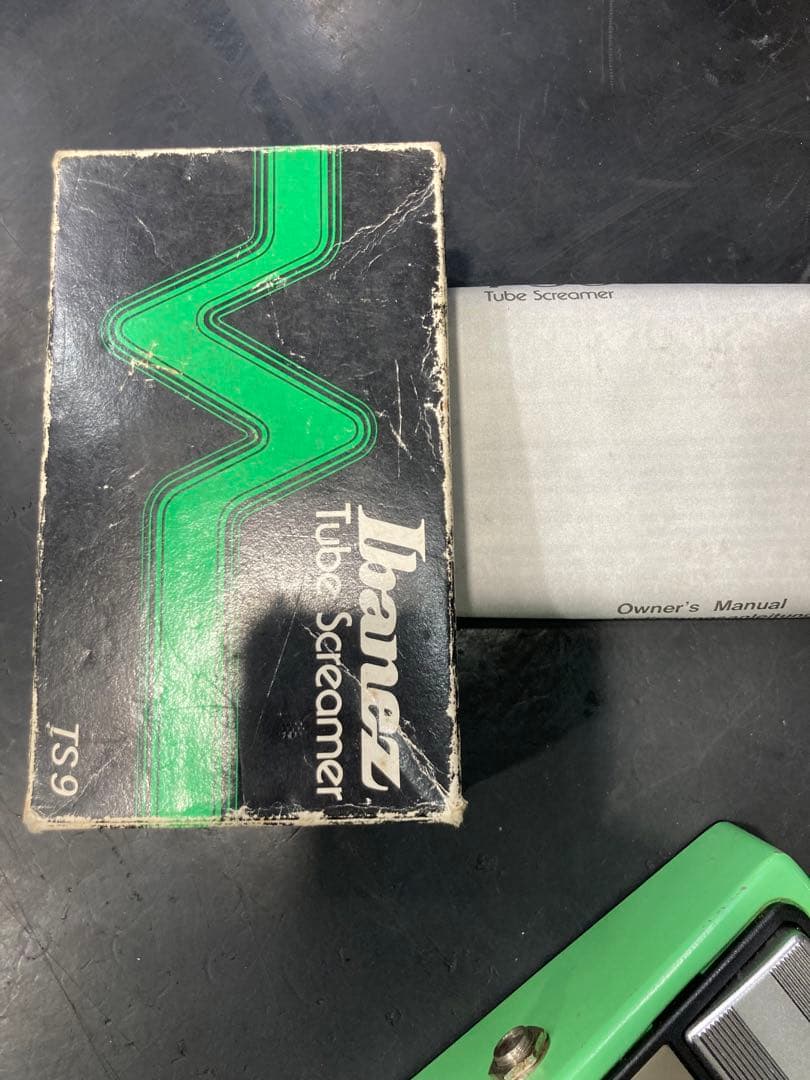 Ibanez
Tube Screamer
TS9
Tube Screamer
Owner's Manual